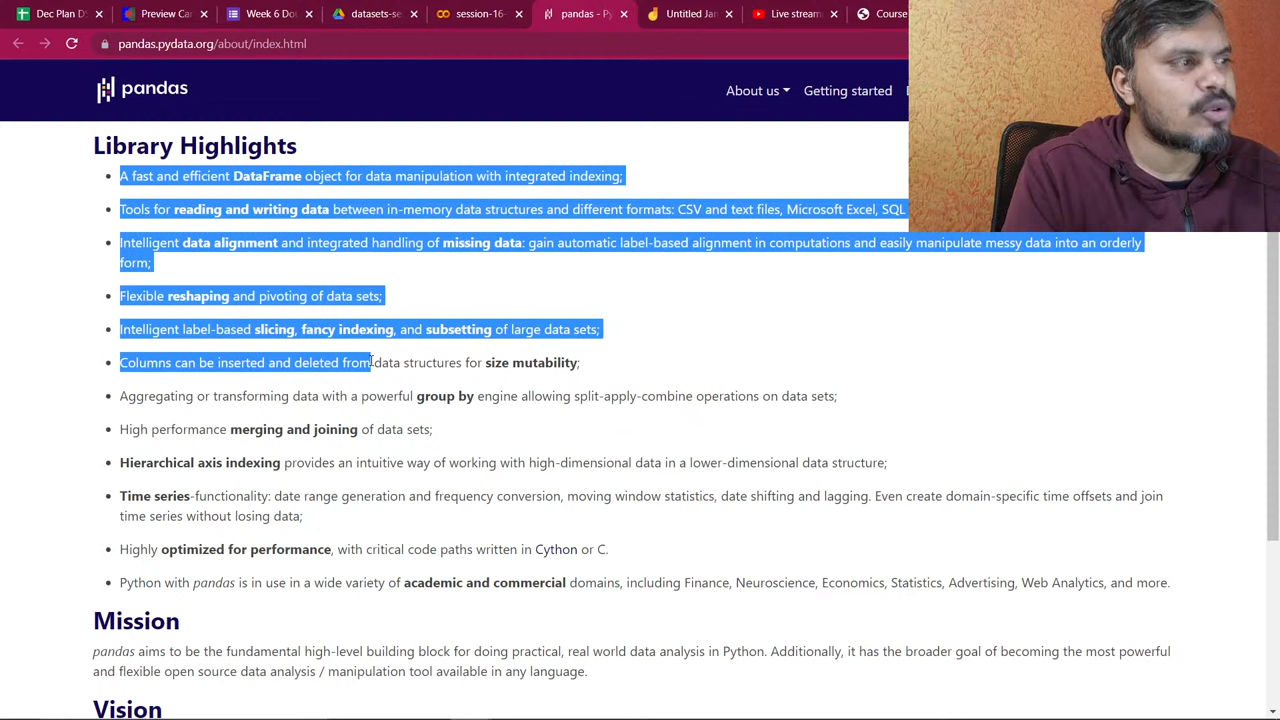 Dec Plan DS
Preview Ca
Week 6 Do
datasets-se
session-16-
pandas - Py
Untitled Jan
Live stream
Course
pandas.pydata.org/about/index.html
pandas
About us
Getting started
Library Highlights
A fast and efficient DataFrame object for data manipulation with integrated indexing;
Tools for reading and writing data between in-memory data structures and different formats: CSV and text files, Microsoft Excel, SQL
Intelligent data alignment and integrated handling of missing data: gain automatic label-based alignment in computations and easily manipulate messy data into an orderly
form;
Flexible reshaping and pivoting of data sets;
Intelligent label-based slicing, fancy indexing, and subsetting of large data sets;
Columns can be inserted and deleted from data structures for size mutability;
Aggregating or transforming data with a powerful group by engine allowing split-apply-combine operations on data sets;
High performance merging and joining of data sets;
Hierarchical axis indexing provides an intuitive way of working with high-dimensional data in a lower-dimensional data structure;
Time series-functionality: date range generation and frequency conversion, moving window statistics, date shifting and lagging. Even create domain-specific time offsets and join
time series without losing data;
Highly optimized for performance, with critical code paths written in Cython or C.
Python with pandas is in use in a wide variety of academic and commercial domains, including Finance, Neuroscience, Economics, Statistics, Advertising, Web Analytics, and more.
Mission
pandas aims to be the fundamental high-level building block for doing practical, real world data analysis in Python. Additionally, it has the broader goal of becoming the most powerful
and flexible open source data analysis / manipulation tool available in any language.
Vision